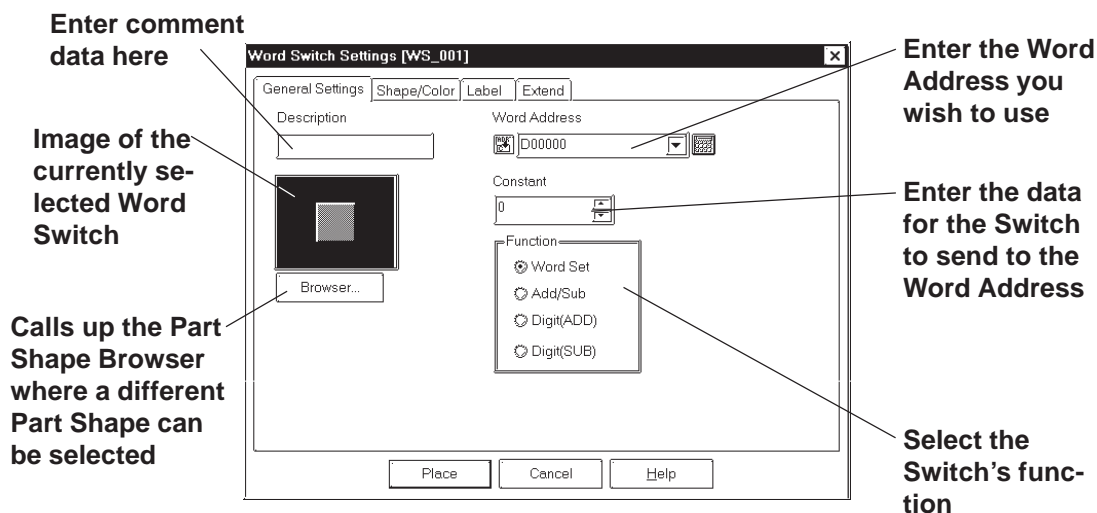 Enter comment
data here
Image of the
currently se-
lected Word
Switch
Calls up the Part
Shape Browser
where a different
Part Shape can
be selected
Word Switch Settings [WS_001]
General Settings Shape/Color Label Extend
Description
Browser...
Word Address
D00000
Constant
0
Function
Word Set
Add/Sub
Digit(ADD)
Digit(SUB)
Place Cancel Help
Enter the Word
Address you
wish to use
Enter the data
for the Switch
to send to the
Word Address
Select the
Switch's func-
tion